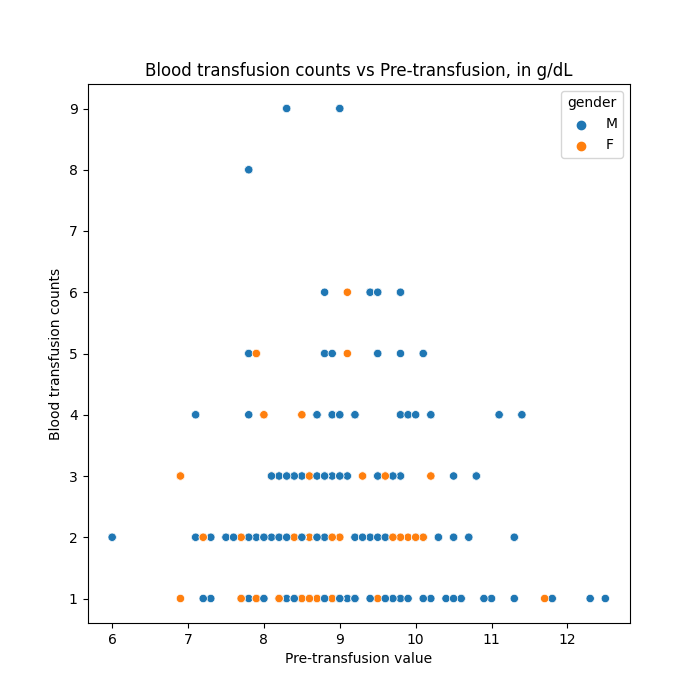 Blood transfusion counts vs Pre-transfusion, in g/dL
gender
M
F
Blood transfusion counts
9
8
7
6
5
4
3
2
1
6 7 8 9 10 11 12
Pre-transfusion value